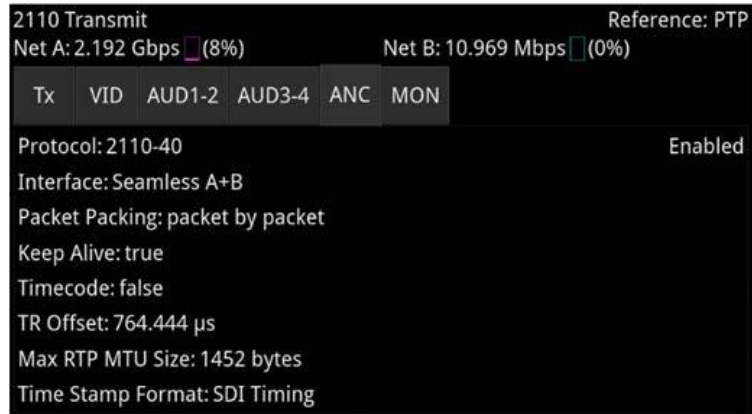 2110 Transmit Reference: PTP
Net A: 2.192 Gbps (8%) Net B: 10.969 Mbps (0%)
Tx VID AUD1-2 AUD3-4 ANC MON
Protocol: 2110-40 Enabled
Interface: Seamless A+B
Packet Packing: packet by packet
Keep Alive: true
Timecode: false
TR Offset: 764.444 µs
Max RTP MTU Size: 1452 bytes
Time Stamp Format: SDI Timing